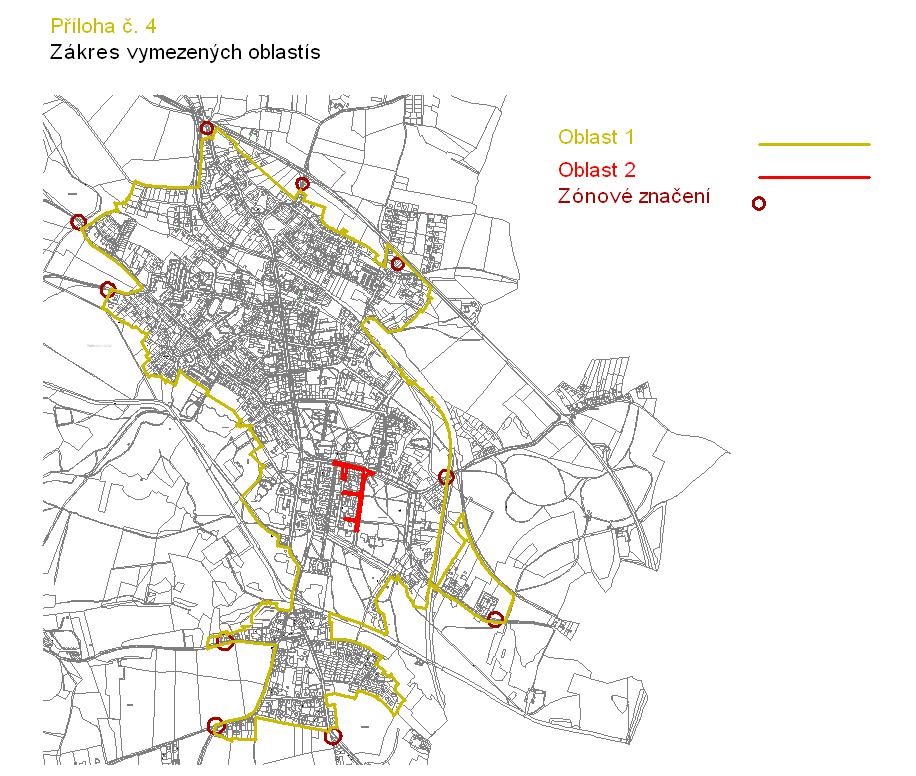 Příloha č. 4
Zákres vymezených oblastís
Oblast 1
Oblast 2
Zónové značení